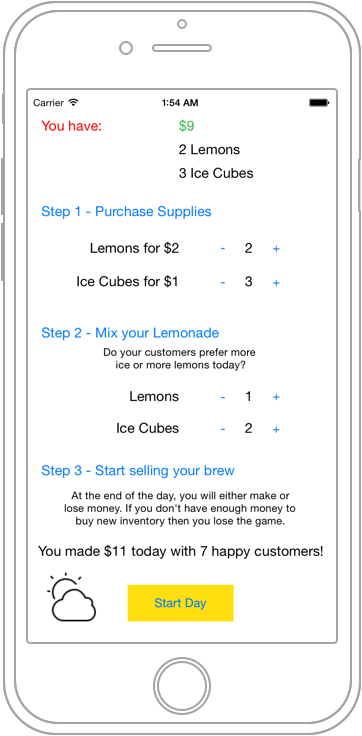 Carrier 1:54 AM
You have: $9
2 Lemons
3 Ice Cubes
Step 1 - Purchase Supplies
Lemons for $2 - 2 +
Ice Cubes for $1 - 3 +
Step 2 - Mix your Lemonade
Do your customers prefer more
ice or more lemons today?
Lemons - 1 +
Ice Cubes - 2 +
Step 3 - Start selling your brew
At the end of the day, you will either make or
lose money. If you don't have enough money to
buy new inventory then you lose the game.
You made $11 today with 7 happy customers!
Start Day